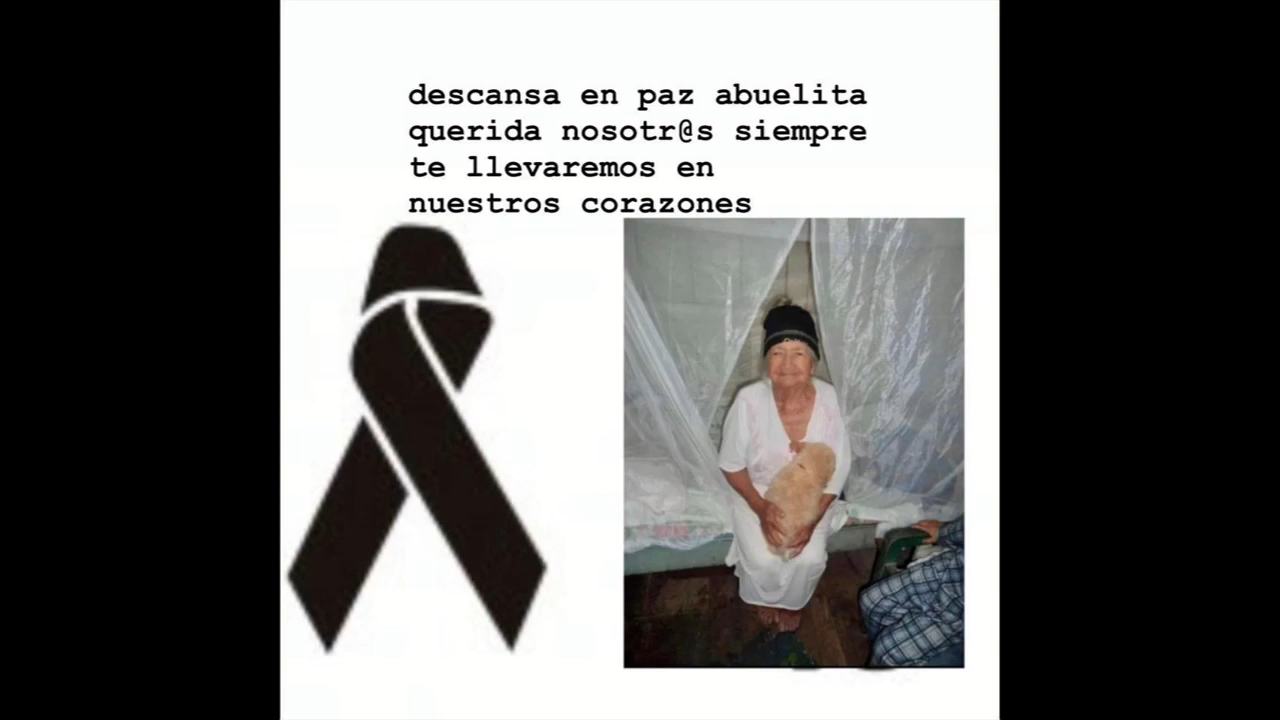 descansa en paz abuelita
querida nosotr@s siempre
te llevaremos en
nuestros corazones